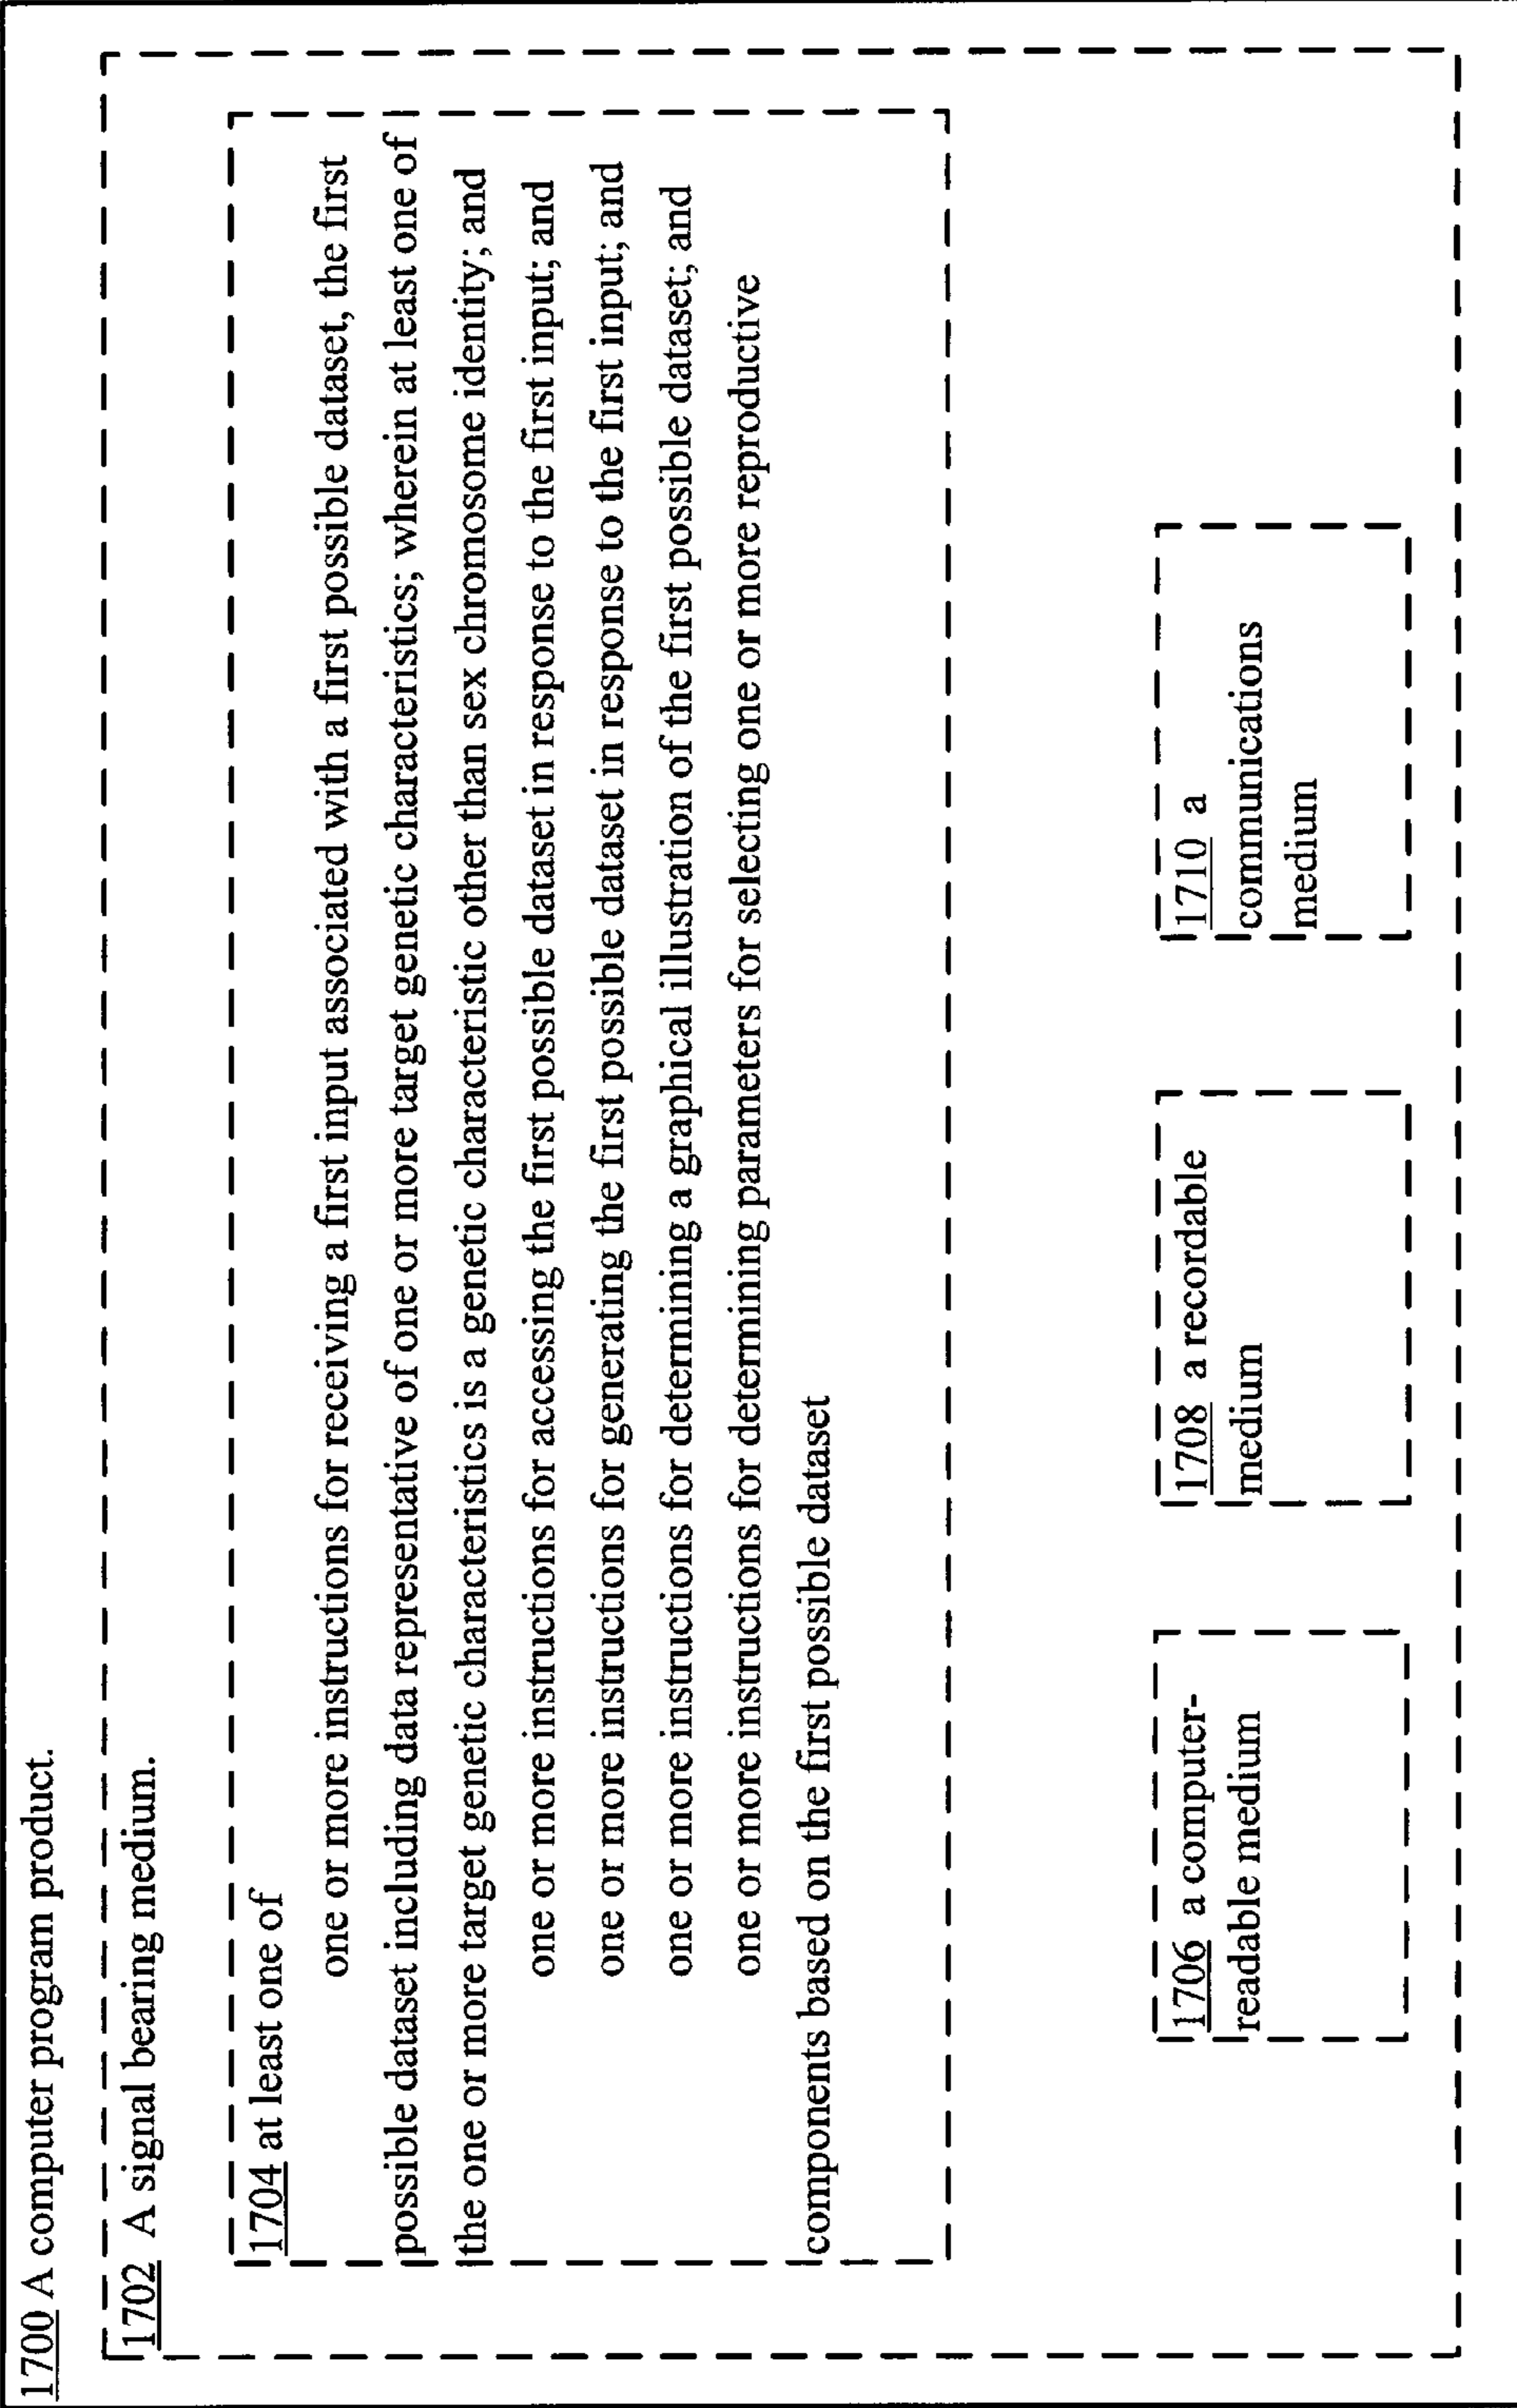 1700 A computer program product.
1702 A signal bearing medium.
1704 at least one of
one or more instructions for receiving a first input associated with a first possible dataset, the first
possible dataset including data representative of one or more target genetic characteristics; wherein at least one of
the one or more target genetic characteristics is a genetic characteristic other than sex chromosome identity; and
one or more instructions for accessing the first possible dataset in response to the first input; and
one or more instructions for generating the first possible dataset in response to the first input; and
one or more instructions for determining a graphical illustration of the first possible dataset; and
one or more instructions for determining parameters for selecting one or more reproductive
components based on the first possible dataset
1706 a computer-
readable medium
1708 a recordable
medium
1710 a
communications
medium